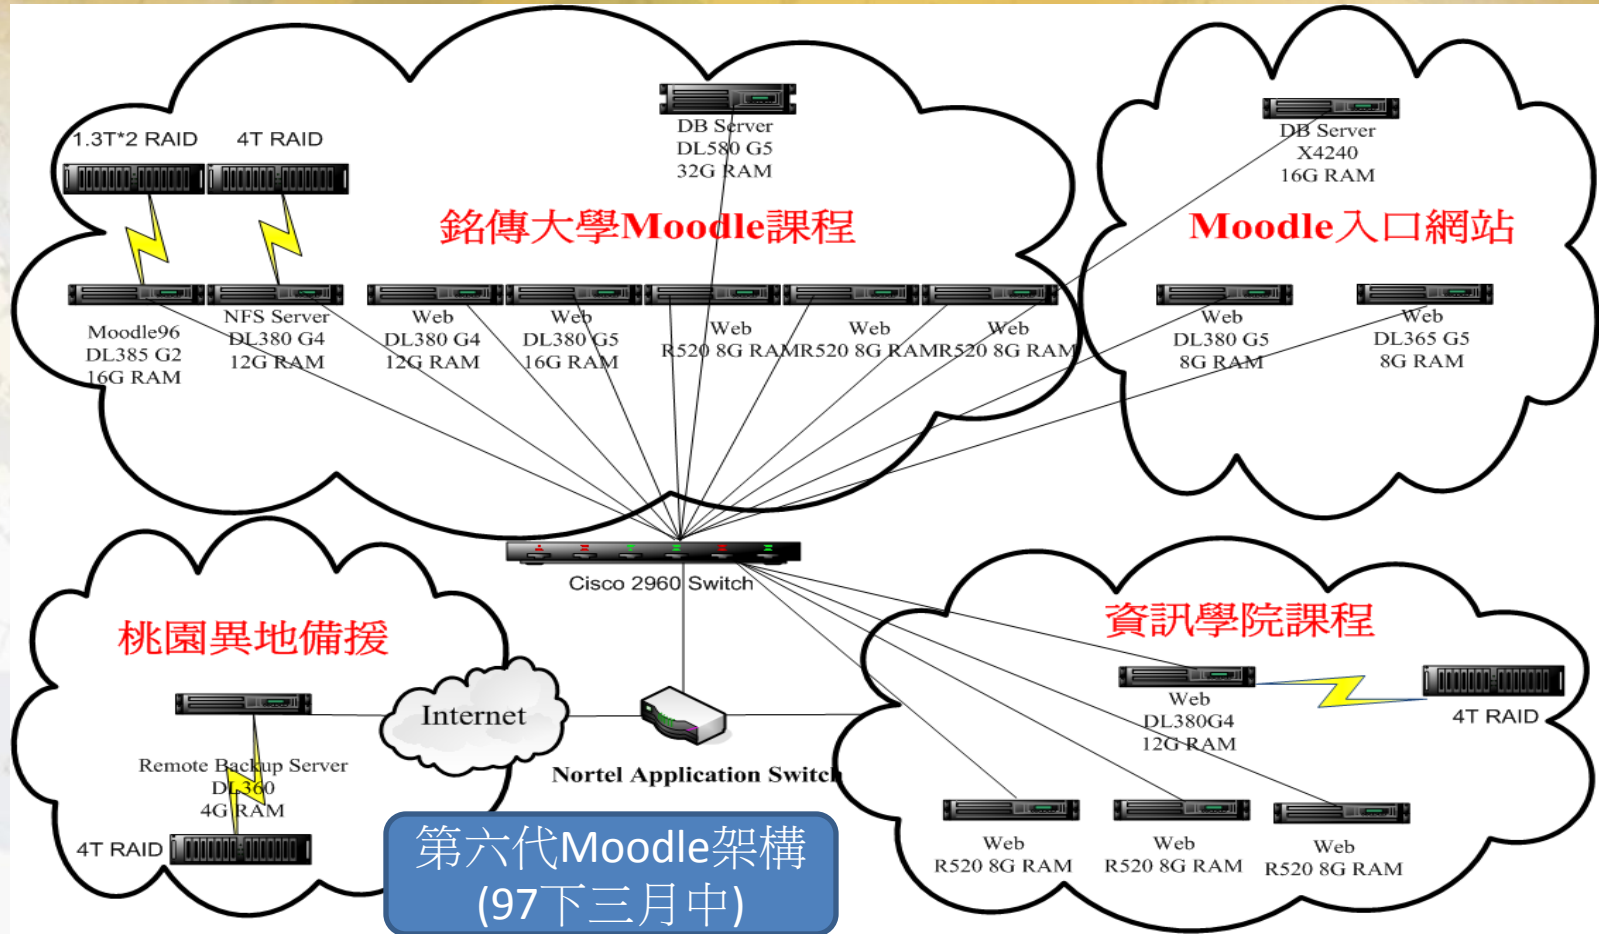 1.3T*2 RAID
4T RAID
DB Server
DL580 G5
32G RAM
銘傳大學Moodle課程
Moodle96
DL385 G2
16G RAM
NFS Server
DL380 G4
12G RAM
Web
DL380 G4
12G RAM
Web
DL380 G5
16G RAM
Web
R520 8G RAM
Web
R520 8G RAM
Web
R520 8G RAM
DB Server
X4240
16G RAM
Moodle入口網站
Web
DL380 G5
8G RAM
Web
DL365 G5
8G RAM
Cisco 2960 Switch
桃園異地備援
Remote Backup Server
DL360
4G RAM
4T RAID
Internet
Nortel Application Switch
資訊學院課程
Web
DL380G4
12G RAM
4T RAID
Web
R520 8G RAM
Web
R520 8G RAM
Web
R520 8G RAM
第六代Moodle架構
(97下三月中)